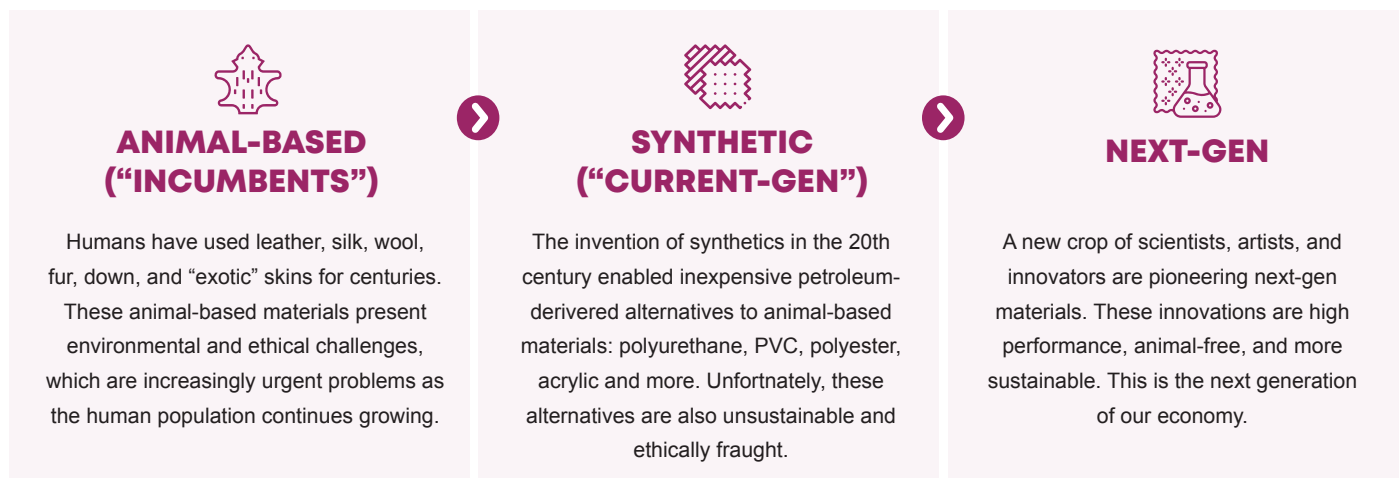 ANIMAL-BASED
(“INCUMBENTS”)
Humans have used leather, silk, wool,
fur, down, and “exotic” skins for centuries.
These animal-based materials present
environmental and ethical challenges,
which are increasingly urgent problems as
the human population continues growing.
SYNTHETIC
(“CURRENT-GEN”)
The invention of synthetics in the 20th
century enabled inexpensive petroleum-
derived alternatives to animal-based
materials: polyurethane, PVC, polyester,
acrylic and more. Unfortnately, these
alternatives are also unsustainable and
ethically fraught.
NEXT-GEN
A new crop of scientists, artists, and
innovators are pioneering next-gen
materials. These innovations are high
performance, animal-free, and more
sustainable. This is the next generation
of our economy.